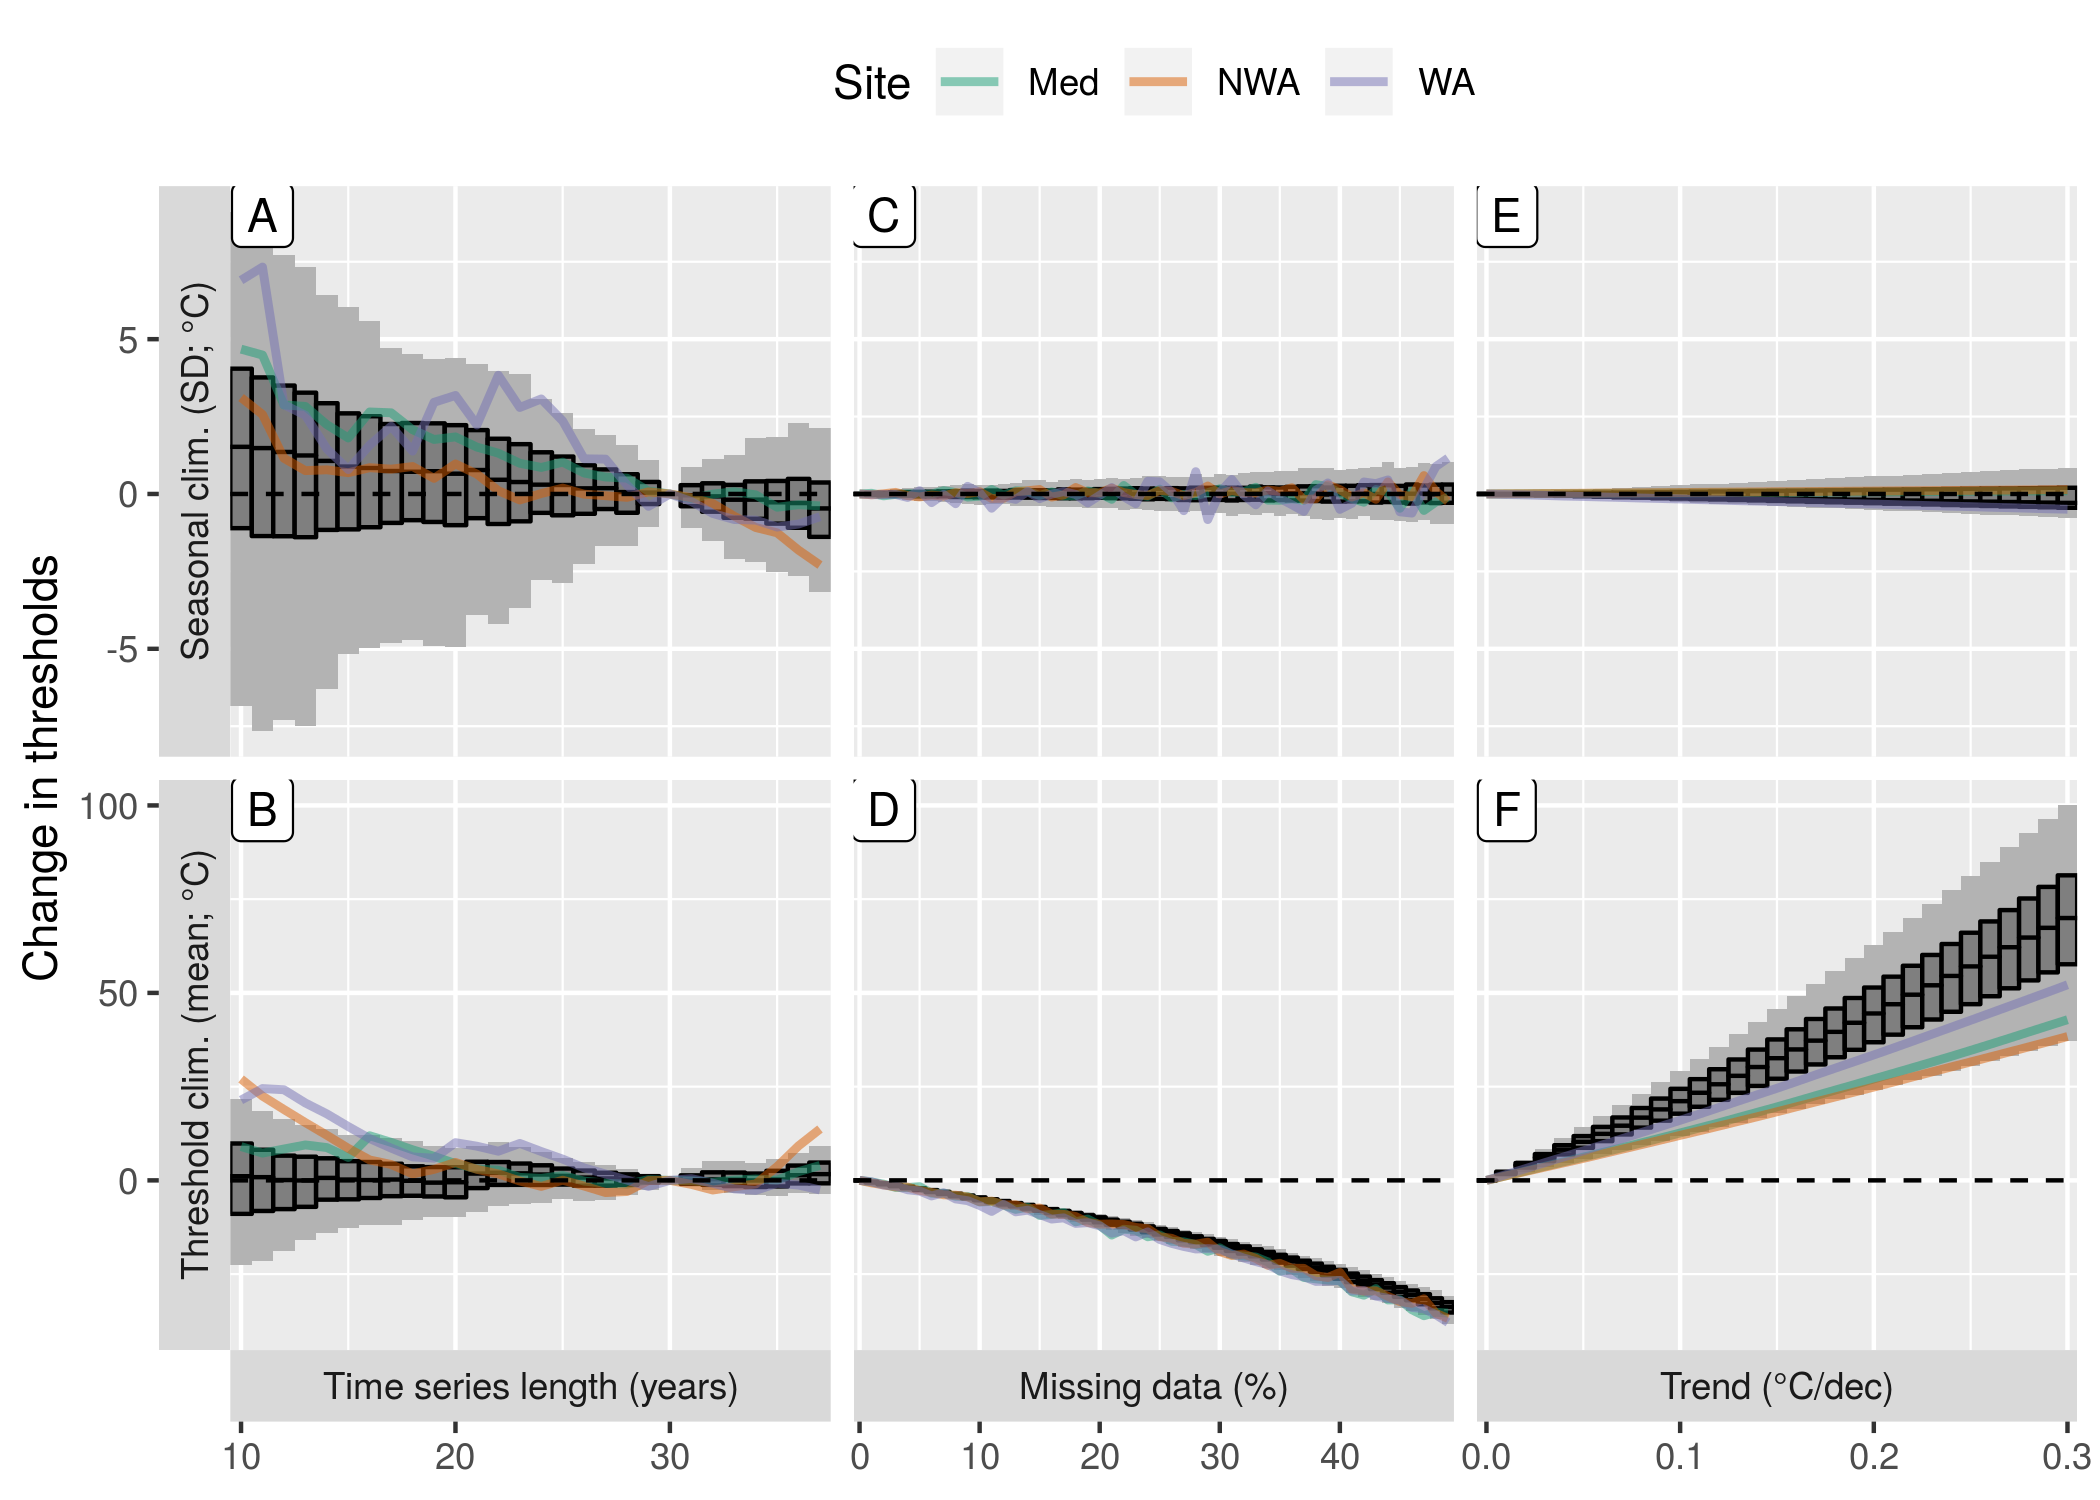 Site Med NWA WA
Change in thresholds
Seasonal clim. (SD; °C)
5
0
-5
A
C
E
Threshold clim. (mean; °C)
100
50
0
B
D
F
Time series length (years)
Missing data (%)
Trend (°C/dec)
10 20 30
0 10 20 30 40
0.0 0.1 0.2 0.3